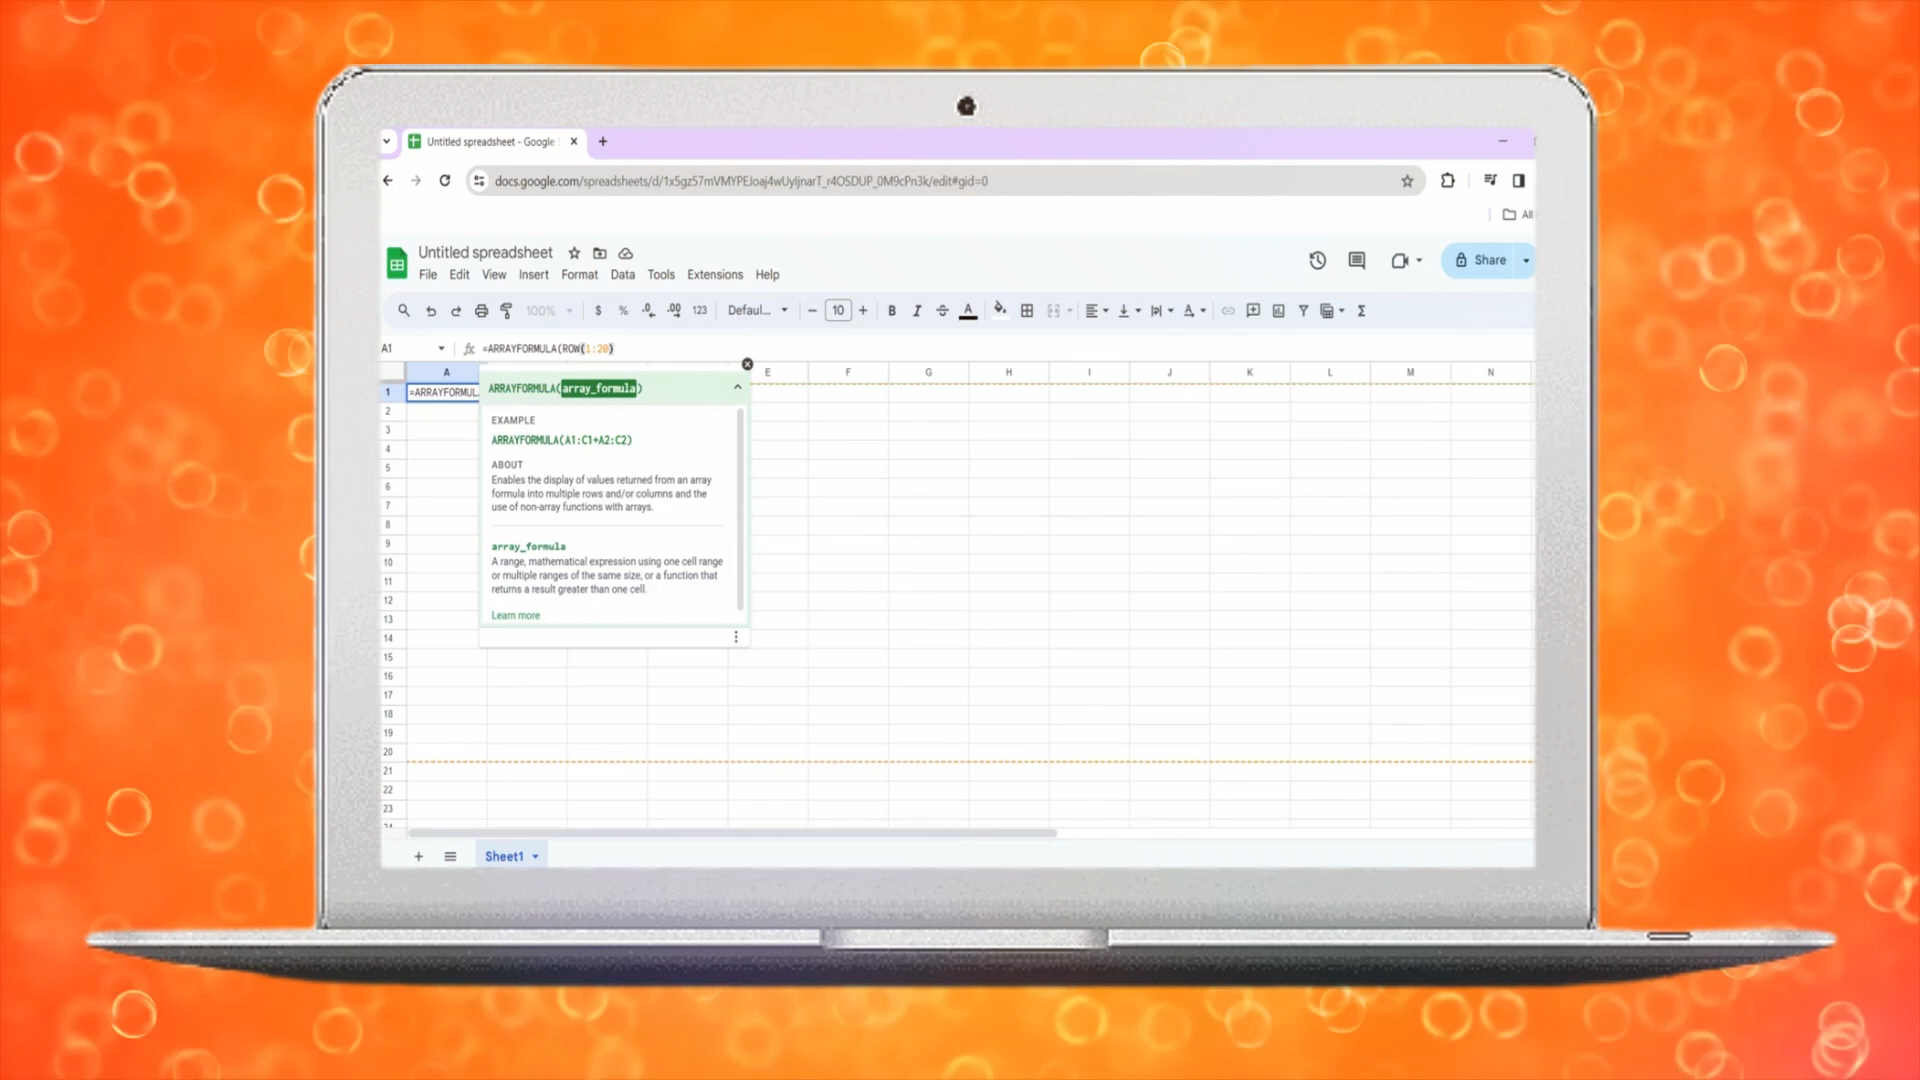 Untitled spreadsheet - Google
docs.google.com/spreadsheets/d/1x5gz57mVMYPEJoaj4wUyljnarT_r4OSDUP_0M9cPn3k/edit#gid=0
All
Untitled spreadsheet
File Edit View Insert Format Data Tools Extensions Help
Share
100% $ % .0 .00 123 Defaul... − 10 + B I S A Σ
A1 fx =ARRAYFORMULA(ROW(1:20)
A E F G H I J K L M N
1 =ARRAYFORMUL
ARRAYFORMULA(array_formula)
EXAMPLE
ARRAYFORMULA(A1:C1+A2:C2)
ABOUT
Enables the display of values returned from an array
formula into multiple rows and/or columns and the
use of non-array functions with arrays.
array_formula
A range, mathematical expression using one cell range
or multiple ranges of the same size, or a function that
returns a result greater than one cell.
Learn more
2
3
4
5
6
7
8
9
10
11
12
13
14
15
16
17
18
19
20
21
22
23
Sheet1